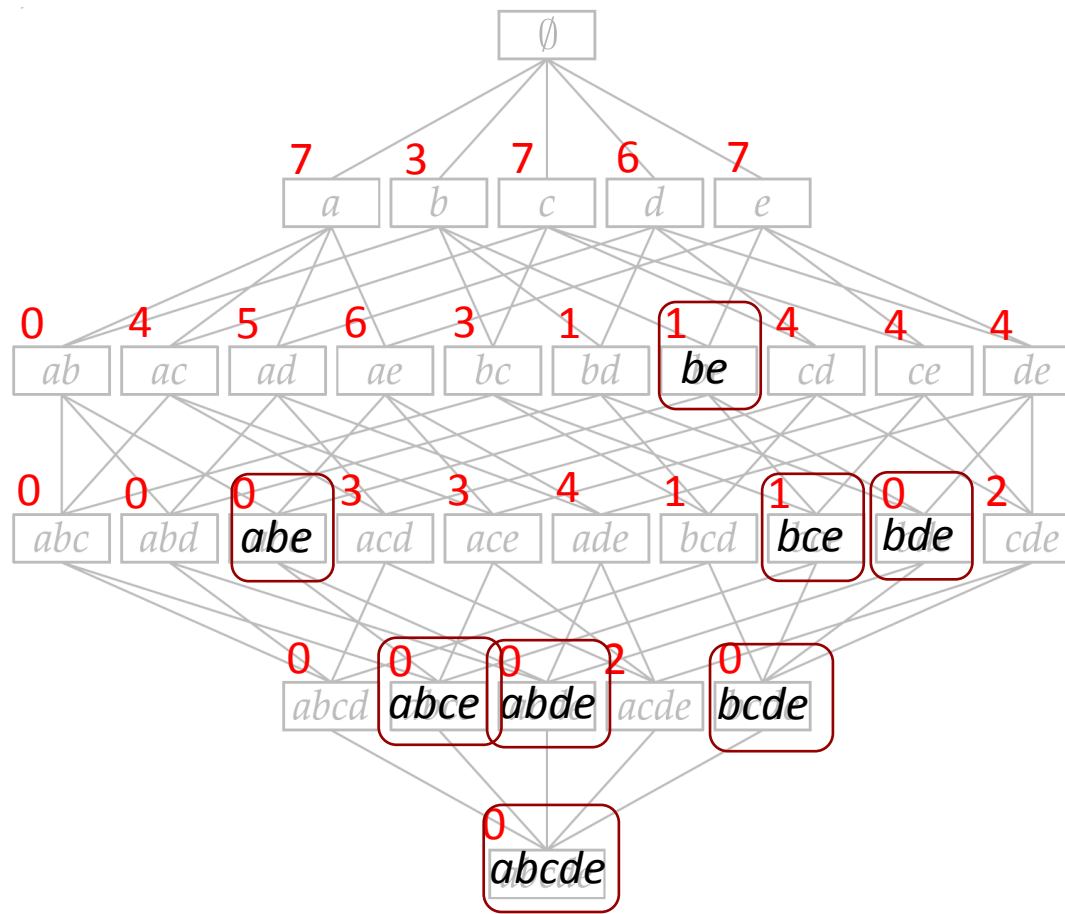 ∅
7 3 7 6 7
a b c d e
0 4 5 6 3 1 1 4 4 4
ab ac ad ae bc bd be cd ce de
0 0 0 3 3 4 1 1 0 2
abc abd abe acd ace ade bcd bce bde cde
0 0 0 2 0
abcd abce abde acde bcde
0
abcde